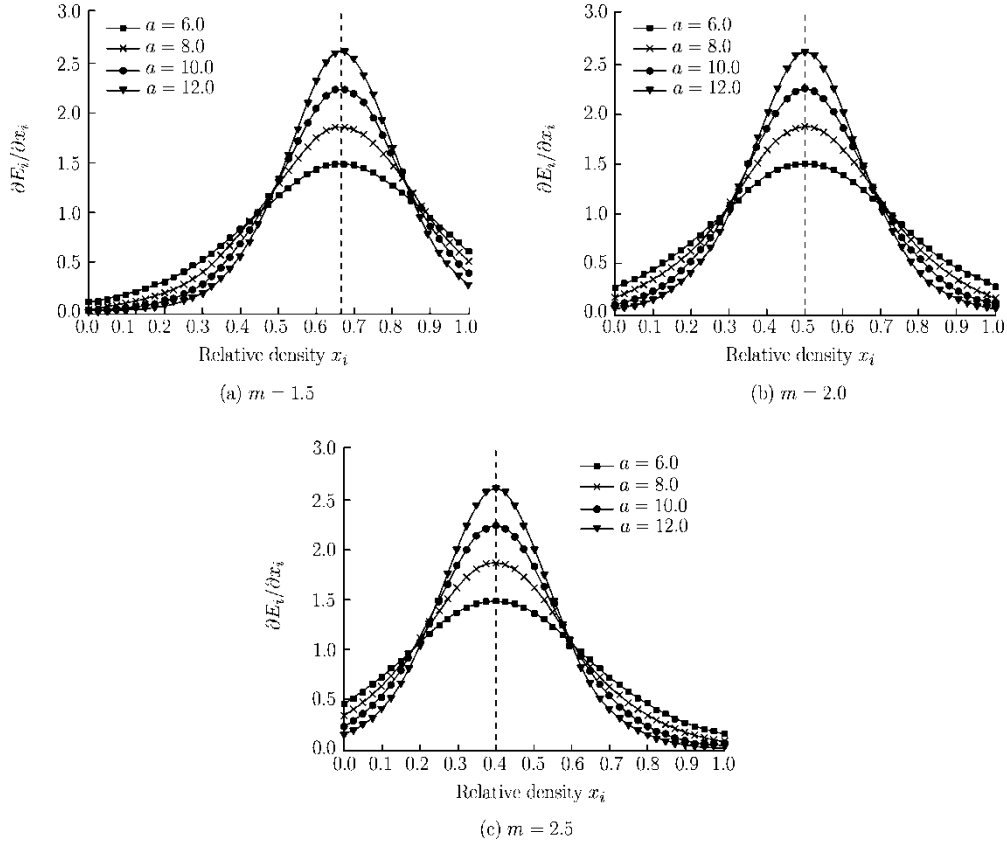 3.0
2.5
2.0
1.5
1.0
0.5
0.0
∂E_i/∂x_i
a = 6.0
a = 8.0
a = 10.0
a = 12.0
0.0 0.1 0.2 0.3 0.4 0.5 0.6 0.7 0.8 0.9 1.0
Relative density x_i
(a) m = 1.5
3.0
2.5
2.0
1.5
1.0
0.5
0.0
∂E_i/∂x_i
a = 6.0
a = 8.0
a = 10.0
a = 12.0
0.0 0.1 0.2 0.3 0.4 0.5 0.6 0.7 0.8 0.9 1.0
Relative density x_i
(b) m = 2.0
3.0
2.5
2.0
1.5
1.0
0.5
0.0
∂E_i/∂x_i
a = 6.0
a = 8.0
a = 10.0
a = 12.0
0.0 0.1 0.2 0.3 0.4 0.5 0.6 0.7 0.8 0.9 1.0
Relative density x_i
(c) m = 2.5